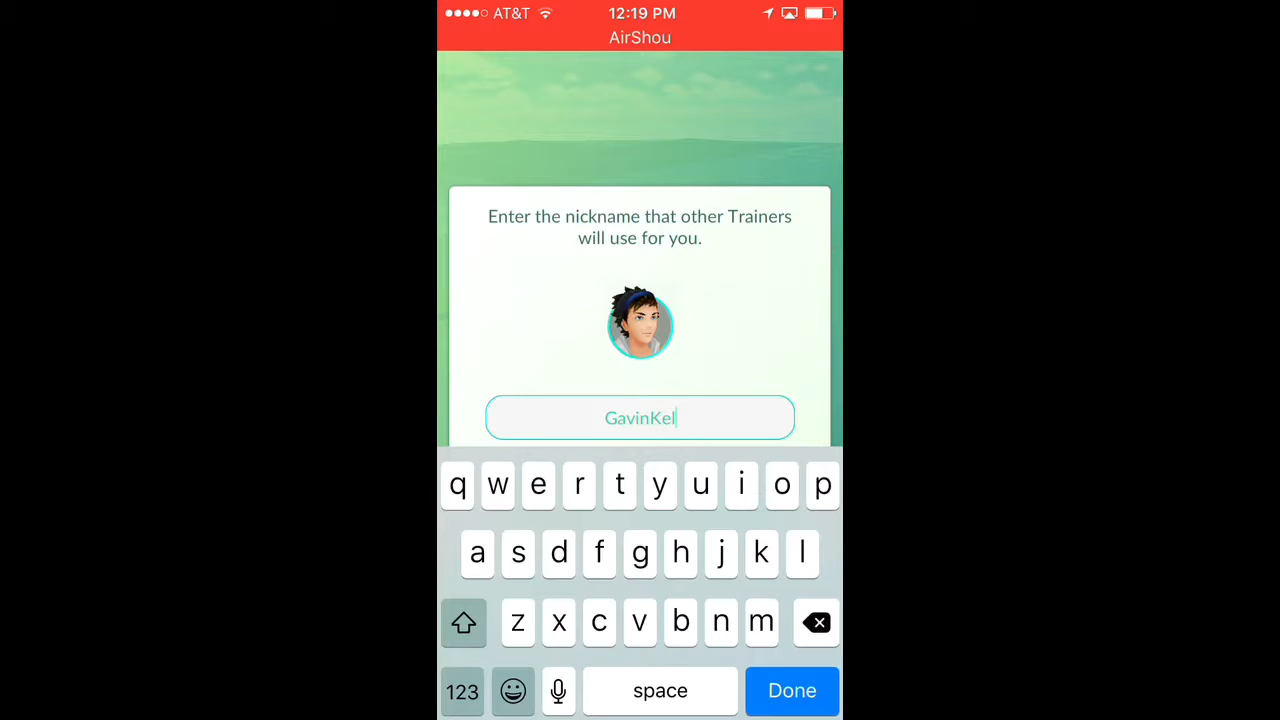 AT&T 12:19 PM
AirShou
Enter the nickname that other Trainers
will use for you.
GavinKel
q w e r t y u i o p
a s d f g h j k l
z x c v b n m
123 space Done